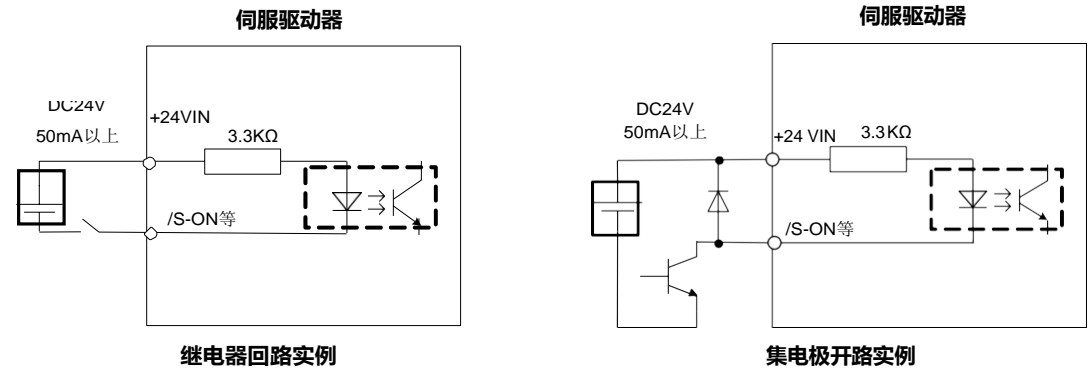 伺服驱动器
DC24V
50mA以上
+24VIN
3.3KΩ
/S-ON等
继电器回路实例
伺服驱动器
DC24V
50mA以上
+24 VIN
3.3KΩ
/S-ON等
集电极开路实例